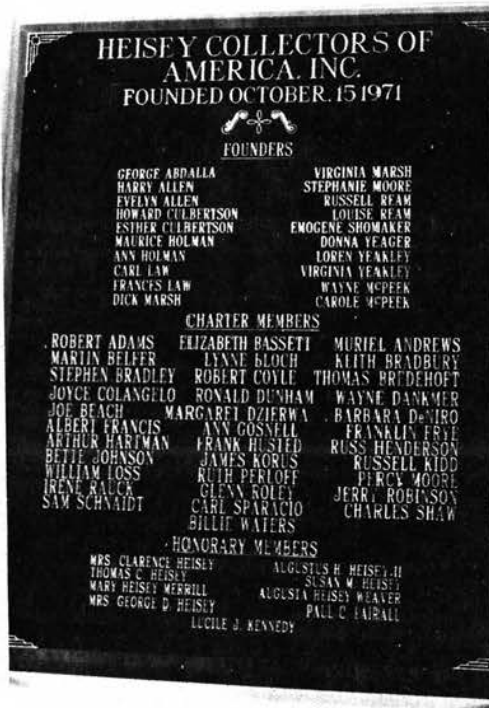 HEISEY COLLECTORS OF
AMERICA. INC.
FOUNDED OCTOBER. 15 1971
FOUNDERS
GEORGE ABDALLA VIRGINIA MARSH
HARRY ALLEN STEPHANIE MOORE
EVELYN ALLEN RUSSELL REAM
HOWARD CULBERTSON LOUISE REAM
ESTHER CULBERTSON EMOGENE SHOMAKER
MAURICE HOLMAN DONNA YEAGER
ANN HOLMAN LOREN YEAKLEY
CARL LAW VIRGINIA YEAKLEY
FRANCES LAW WAYNE McPEEK
DICK MARSH CAROLE McPEEK
CHARTER MEMBERS
ROBERT ADAMS ELIZABETH BASSETT MURIEL ANDREWS
MARTIN BELFER LYNNE BLOCH KEITH BRADBURY
STEPHEN BRADLEY ROBERT COYLE THOMAS BREDEHOFT
JOYCE COLANGELO RONALD DUNHAM WAYNE DANKMER
JOE BEACH MARGARET DZIERWA BARBARA DeNIRO
ALBERT FRANCIS ANN GOSNELL FRANKLIN FRYE
ARTHUR HARTMAN FRANK HUSTED RUSS HENDERSON
BETTE JOHNSON JAMES KORUS RUSSELL KIDD
WILLIAM LOSS RUTH PERLOFF PERCY MOORE
IRENE RAUCK GLENN ROLEY JERRY ROBINSON
SAM SCHNAIDT CARL SPARACIO CHARLES SHAW
BILLIE WATERS
HONORARY MEMBERS
MRS. CLARENCE HEISEY AUGUSTUS H. HEISEY.II
THOMAS C. HEISEY SUSAN M. HEISEY
MARY HEISEY MERRILL AUGUSTA HEISEY WEAVER
MRS GEORGE D. HEISEY PAUL C. FAIRALL
LUCILE J. KENNEDY